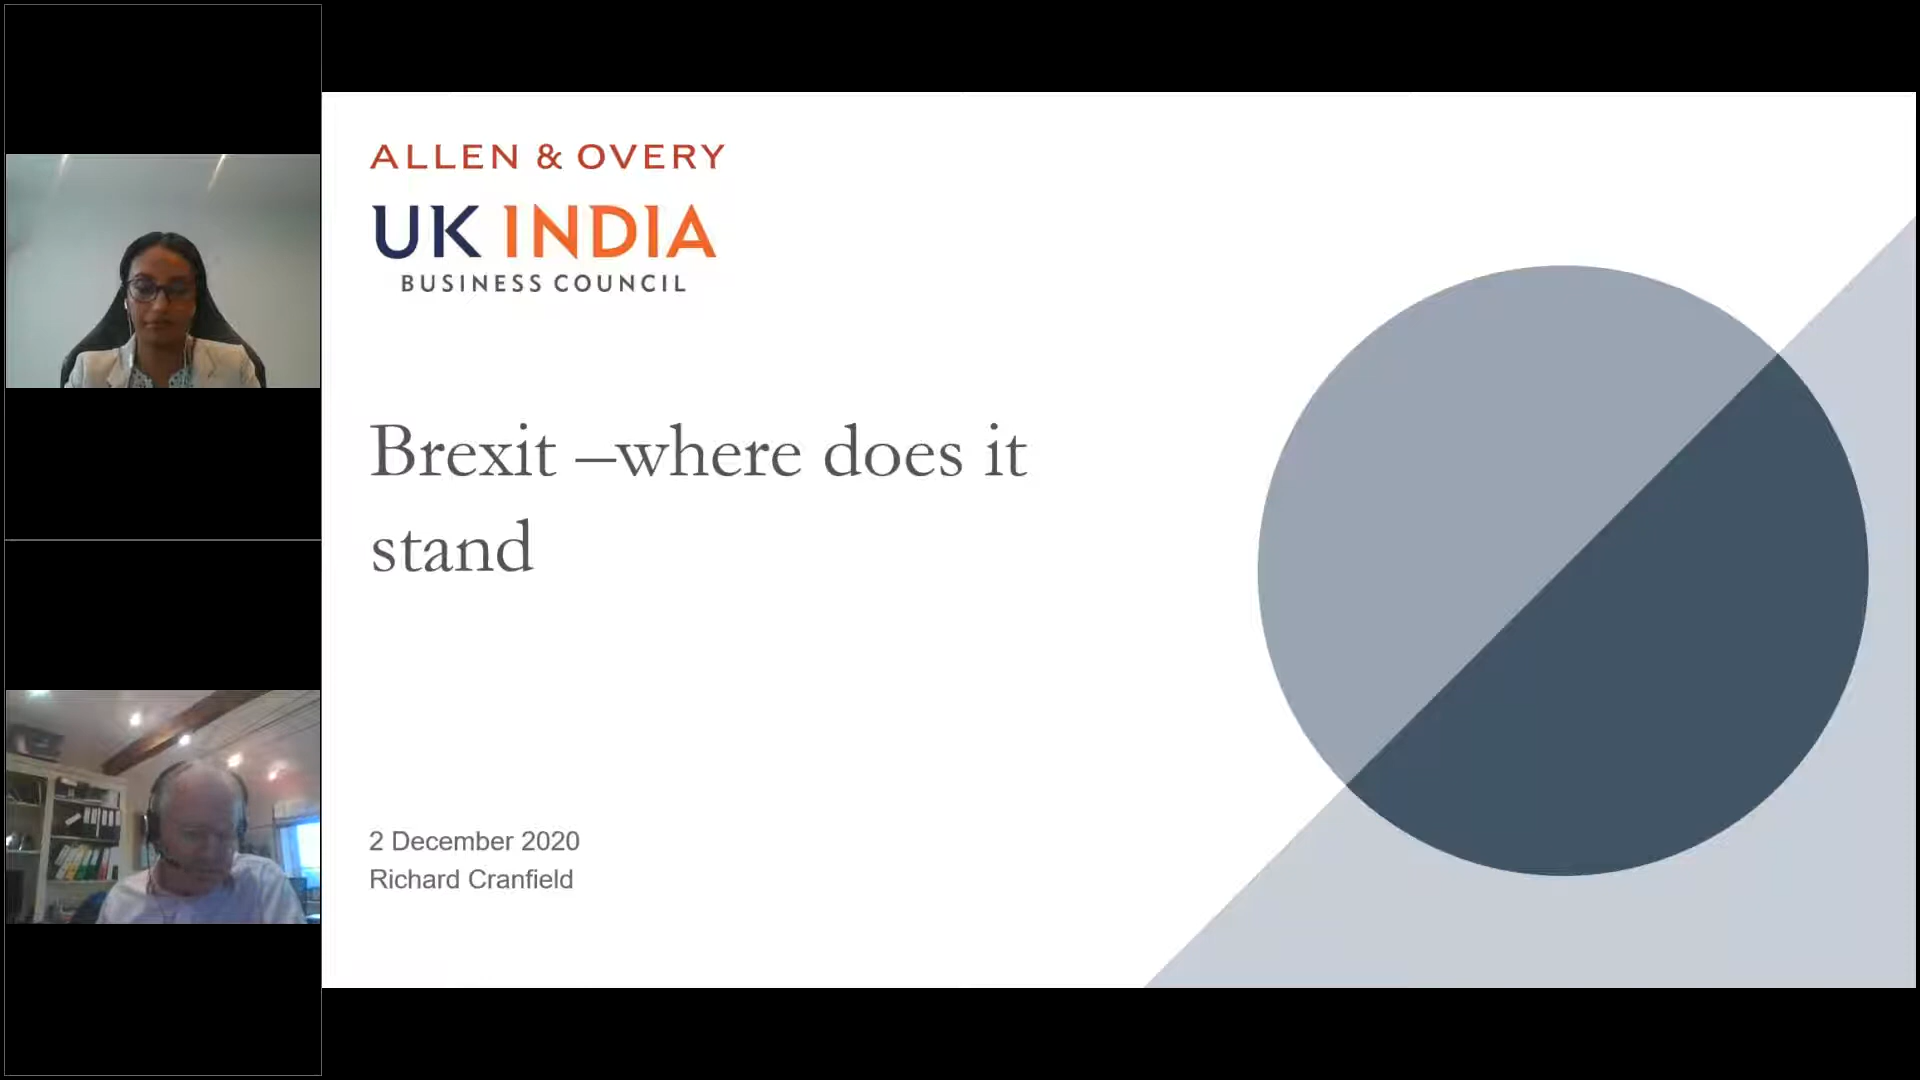 ALLEN & OVERY
UK INDIA
BUSINESS COUNCIL
Brexit –where does it
stand
2 December 2020
Richard Cranfield